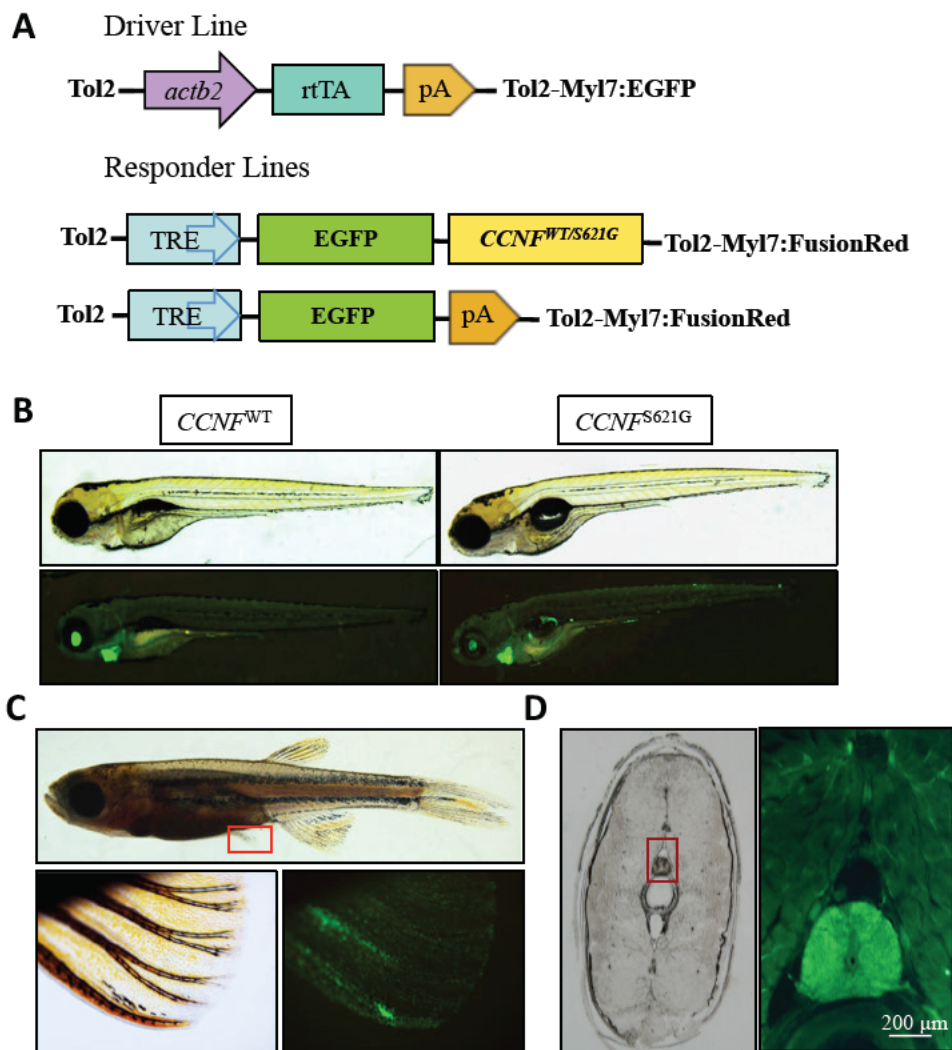 A
Driver Line
Tol2 actb2 rtTA pA Tol2-Myl7:EGFP
Responder Lines
Tol2 TRE EGFP CCNF^WT/S621G Tol2-Myl7:FusionRed
Tol2 TRE EGFP pA Tol2-Myl7:FusionRed
B
CCNF^WT CCNF^S621G
C D
200 μm